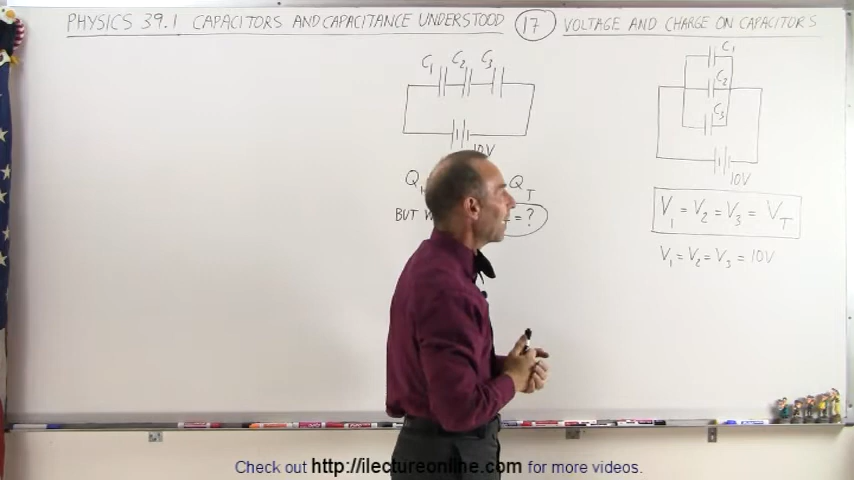 PHYSICS 39.1 CAPACITORS AND CAPACITANCE UNDERSTOOD 17 VOLTAGE AND CHARGE ON CAPACITORS
C1 C2 C3
10V
Q = QT
BUT = ?
C1
C2
C3
10V
V1 = V2 = V3 = VT
V1 = V2 = V3 = 10V
Check out http://ilectureonline.com for more videos.